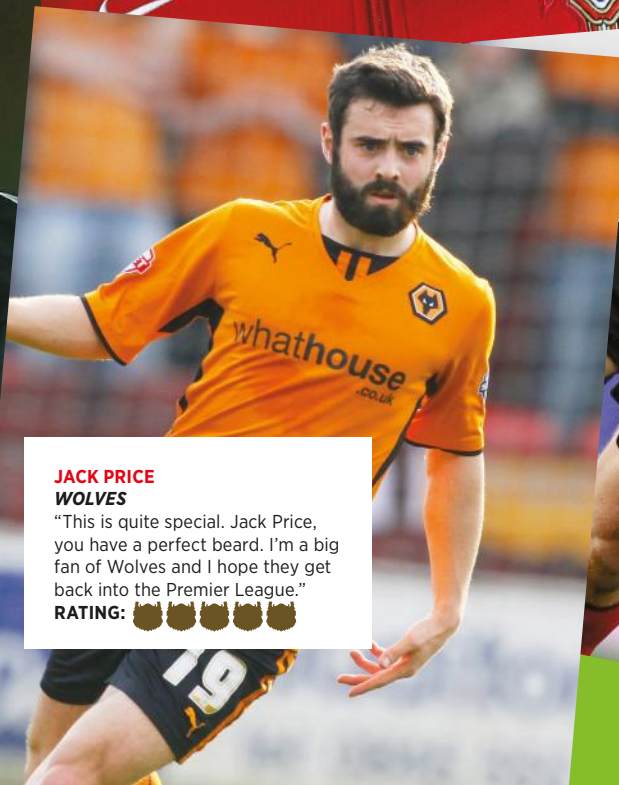 whathouse
.co.uk
JACK PRICE
WOLVES
“This is quite special. Jack Price,
you have a perfect beard. I’m a big
fan of Wolves and I hope they get
back into the Premier League.”
RATING:
19